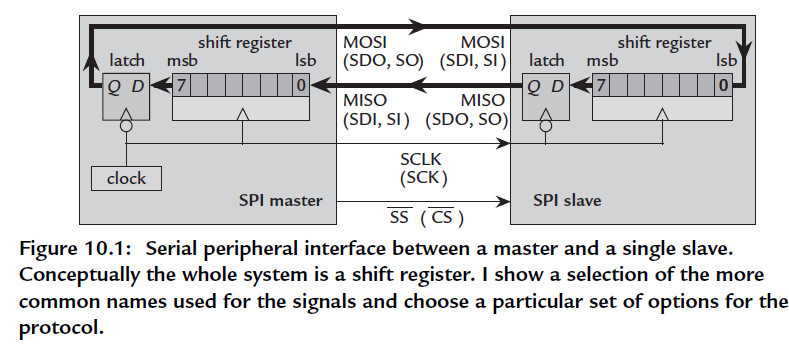 shift register
latch msb lsb
Q D 7 0
clock
SPI master
MOSI MOSI
(SDO, SO) (SDI, SI)
MISO MISO
(SDI, SI) (SDO, SO)
SCLK
(SCK)
SS (CS)
shift register
latch msb lsb
Q D 7 0
SPI slave
Figure 10.1: Serial peripheral interface between a master and a single slave.
Conceptually the whole system is a shift register. I show a selection of the more
common names used for the signals and choose a particular set of options for the
protocol.